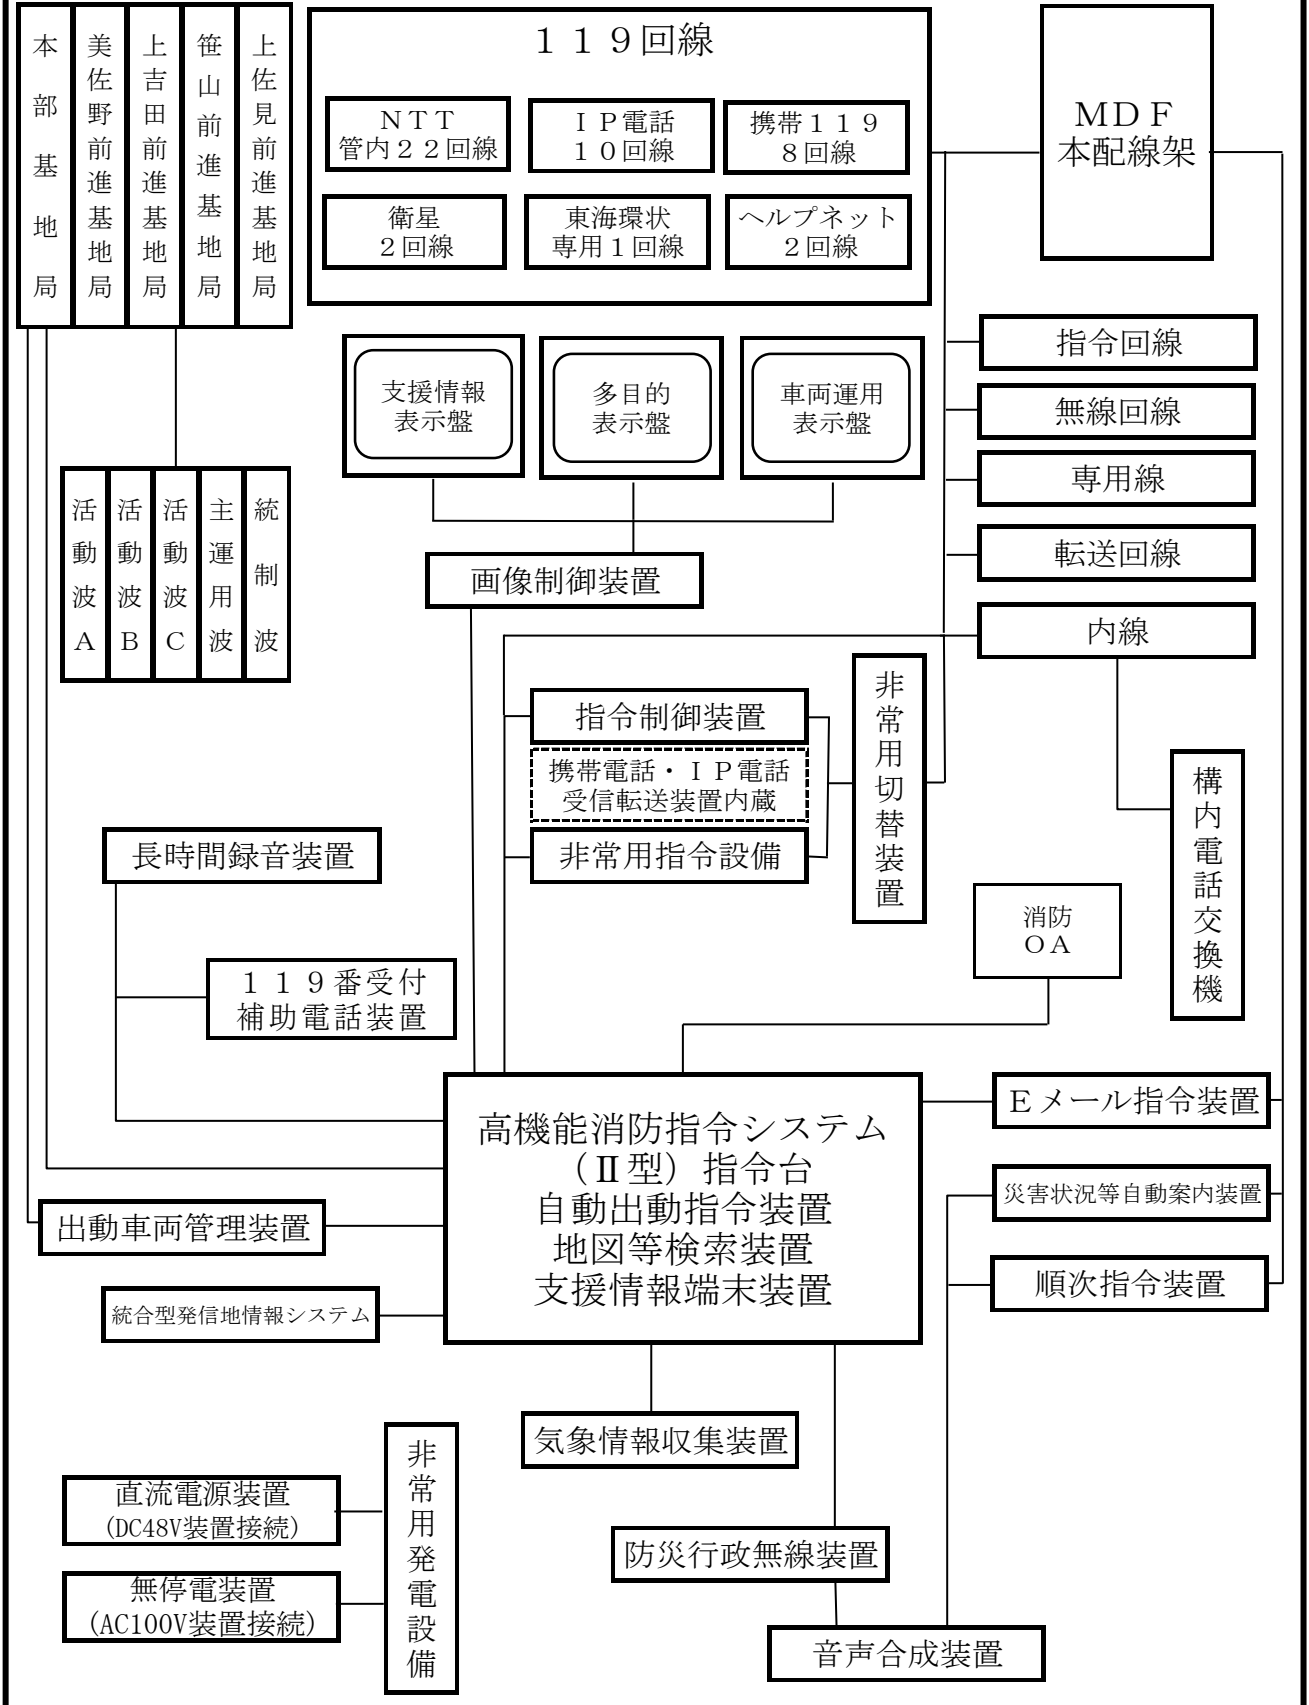 本部基地局
美佐野前進基地局
上吉田前進基地局
笹山前進基地局
上佐見前進基地局
１１９回線
ＮＴＴ
管内２２回線
ＩＰ電話
１０回線
携帯１１９
８回線
衛星
２回線
東海環状
専用１回線
ヘルプネット
２回線
ＭＤＦ
本配線架
指令回線
無線回線
専用線
転送回線
内線
支援情報
表示盤
多目的
表示盤
車両運用
表示盤
画像制御装置
活動波Ａ
活動波Ｂ
活動波Ｃ
主運用波
統制波
指令制御装置
携帯電話・ＩＰ電話
受信転送装置内蔵
非常用指令設備
非常用切替装置
構内電話交換機
消防
ＯＡ
長時間録音装置
１１９番受付
補助電話装置
高機能消防指令システム
（Ⅱ型）指令台
自動出動指令装置
地図等検索装置
支援情報端末装置
Ｅメール指令装置
災害状況等自動案内装置
順次指令装置
出動車両管理装置
統合型発信地情報システム
気象情報収集装置
非常用発電設備
直流電源装置
(DC48V装置接続)
無停電装置
(AC100V装置接続)
防災行政無線装置
音声合成装置